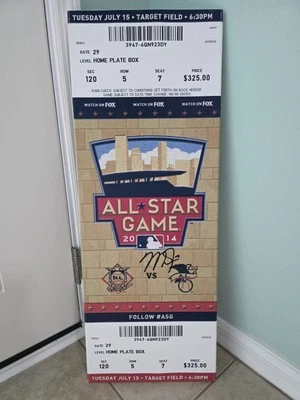 TUESDAY JULY 15 • TARGET FIELD • 6:30PM
3947-6QN923DY
GATE 29
LEVEL HOME PLATE BOX
SEC ROW SEAT PRICE
120 5 7 $325.00
WATCH ON FOX WATCH ON FOX WATCH ON FOX
ALL STAR
GAME
2014
VS
FOLLOW #ASG
3947-6QN923DY
GATE 29
LEVEL HOME PLATE BOX
SEC ROW SEAT PRICE
120 5 7 $325.00
TUESDAY JULY 15 • TARGET FIELD • 6:30PM